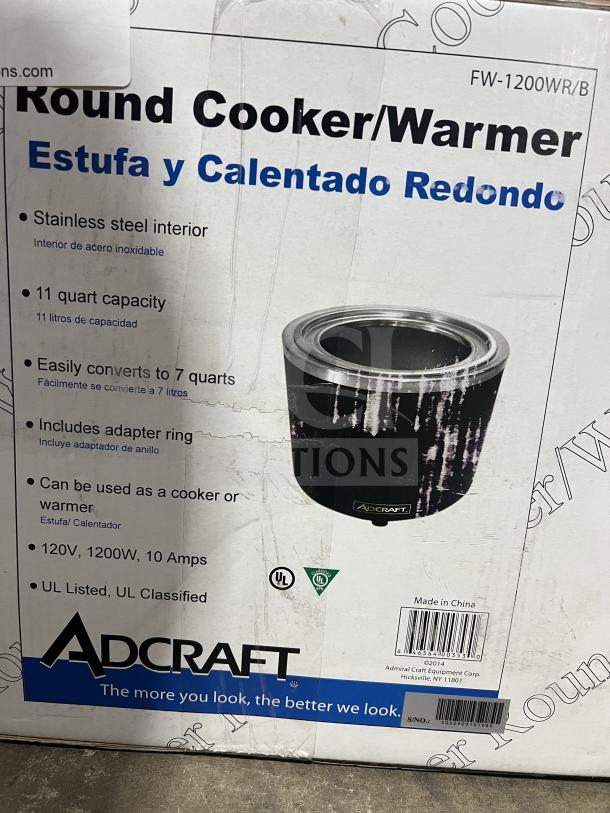 ns.com
FW-1200WR/B
Round Cooker/Warmer
Estufa y Calentado Redondo
• Stainless steel interior
Interior de acero inoxidable
• 11 quart capacity
11 litros de capacidad
• Easily converts to 7 quarts
Fácilmente se convierte a 7 litros
• Includes adapter ring
Incluye adaptador de anillo
• Can be used as a cooker or
warmer
Estufa/ Calentador
• 120V, 1200W, 10 Amps
• UL Listed, UL Classified
TIONS
ADCRAFT
UL
UL
Made in China
©2014
Admiral Craft Equipment Corp.
Hicksville, NY 11801
ADCRAFT
The more you look, the better we look.
S/NO.: